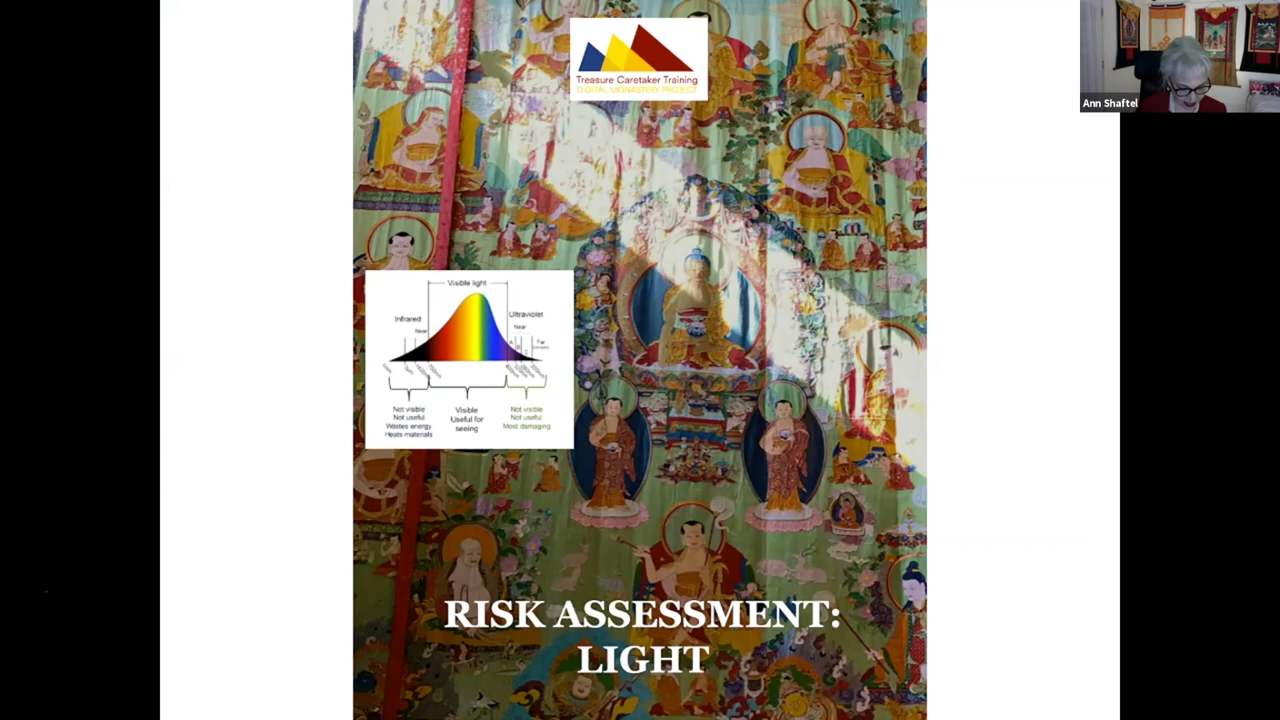 Treasure Caretaker Training
DIGITAL MONASTERY PROJECT
Ann Shaftel
Visible light
Infrared
Ultraviolet
Near
Near
A
B
C
Far
Not visible
Not useful
Wastes energy
Heats materials
Visible
Useful for
seeing
Not visible
Not useful
Most damaging
RISK ASSESSMENT:
LIGHT